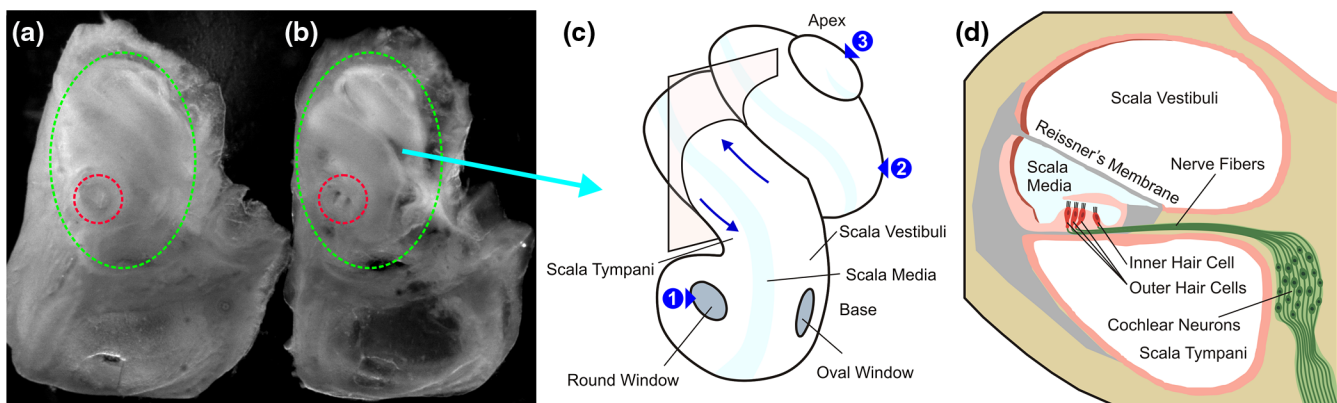 (a)
(b)
(c)
Apex
3
2
Scala Vestibuli
Scala Tympani
Scala Media
1
Base
Round Window
Oval Window
(d)
Scala Vestibuli
Reissner's Membrane
Nerve Fibers
Scala
Media
Inner Hair Cell
Outer Hair Cells
Cochlear Neurons
Scala Tympani